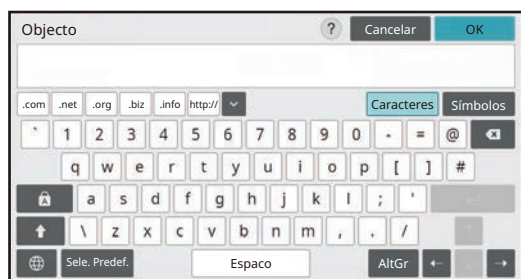 Objecto ? Cancelar OK
.com .net .org .biz .info http:// Caracteres Símbolos
` 1 2 3 4 5 6 7 8 9 0 - = @
q w e r t y u i o p [ ] #
A a s d f g h j k l ; '
\ z x c v b n m , . /
Sele. Predef. Espaco AltGr